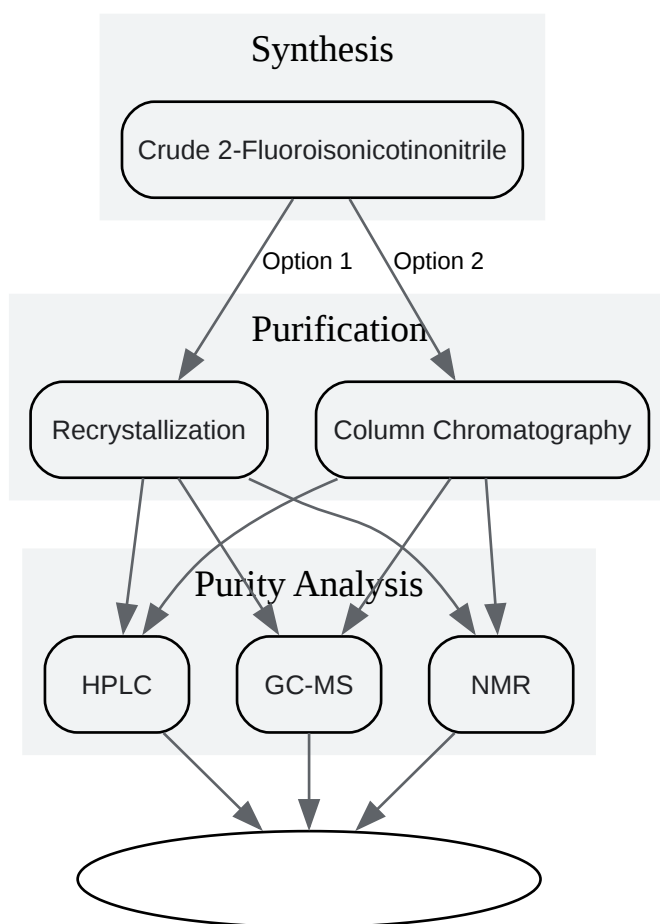 Synthesis
Crude 2-Fluoroisonicotinonitrile
Option 1
Option 2
Purification
Recrystallization
Column Chromatography
Purity Analysis
HPLC
GC-MS
NMR